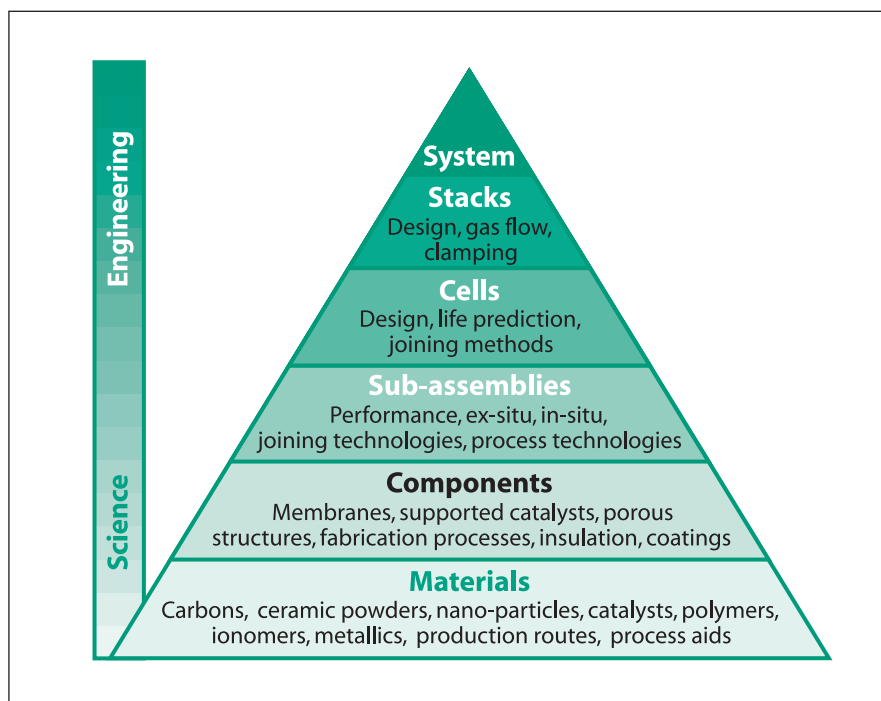 Engineering
Science
System
Stacks
Design, gas flow,
clamping
Cells
Design, life prediction,
joining methods
Sub-assemblies
Performance, ex-situ, in-situ,
joining technologies, process technologies
Components
Membranes, supported catalysts, porous
structures, fabrication processes, insulation, coatings
Materials
Carbons, ceramic powders, nano-particles, catalysts, polymers,
ionomers, metallics, production routes, process aids